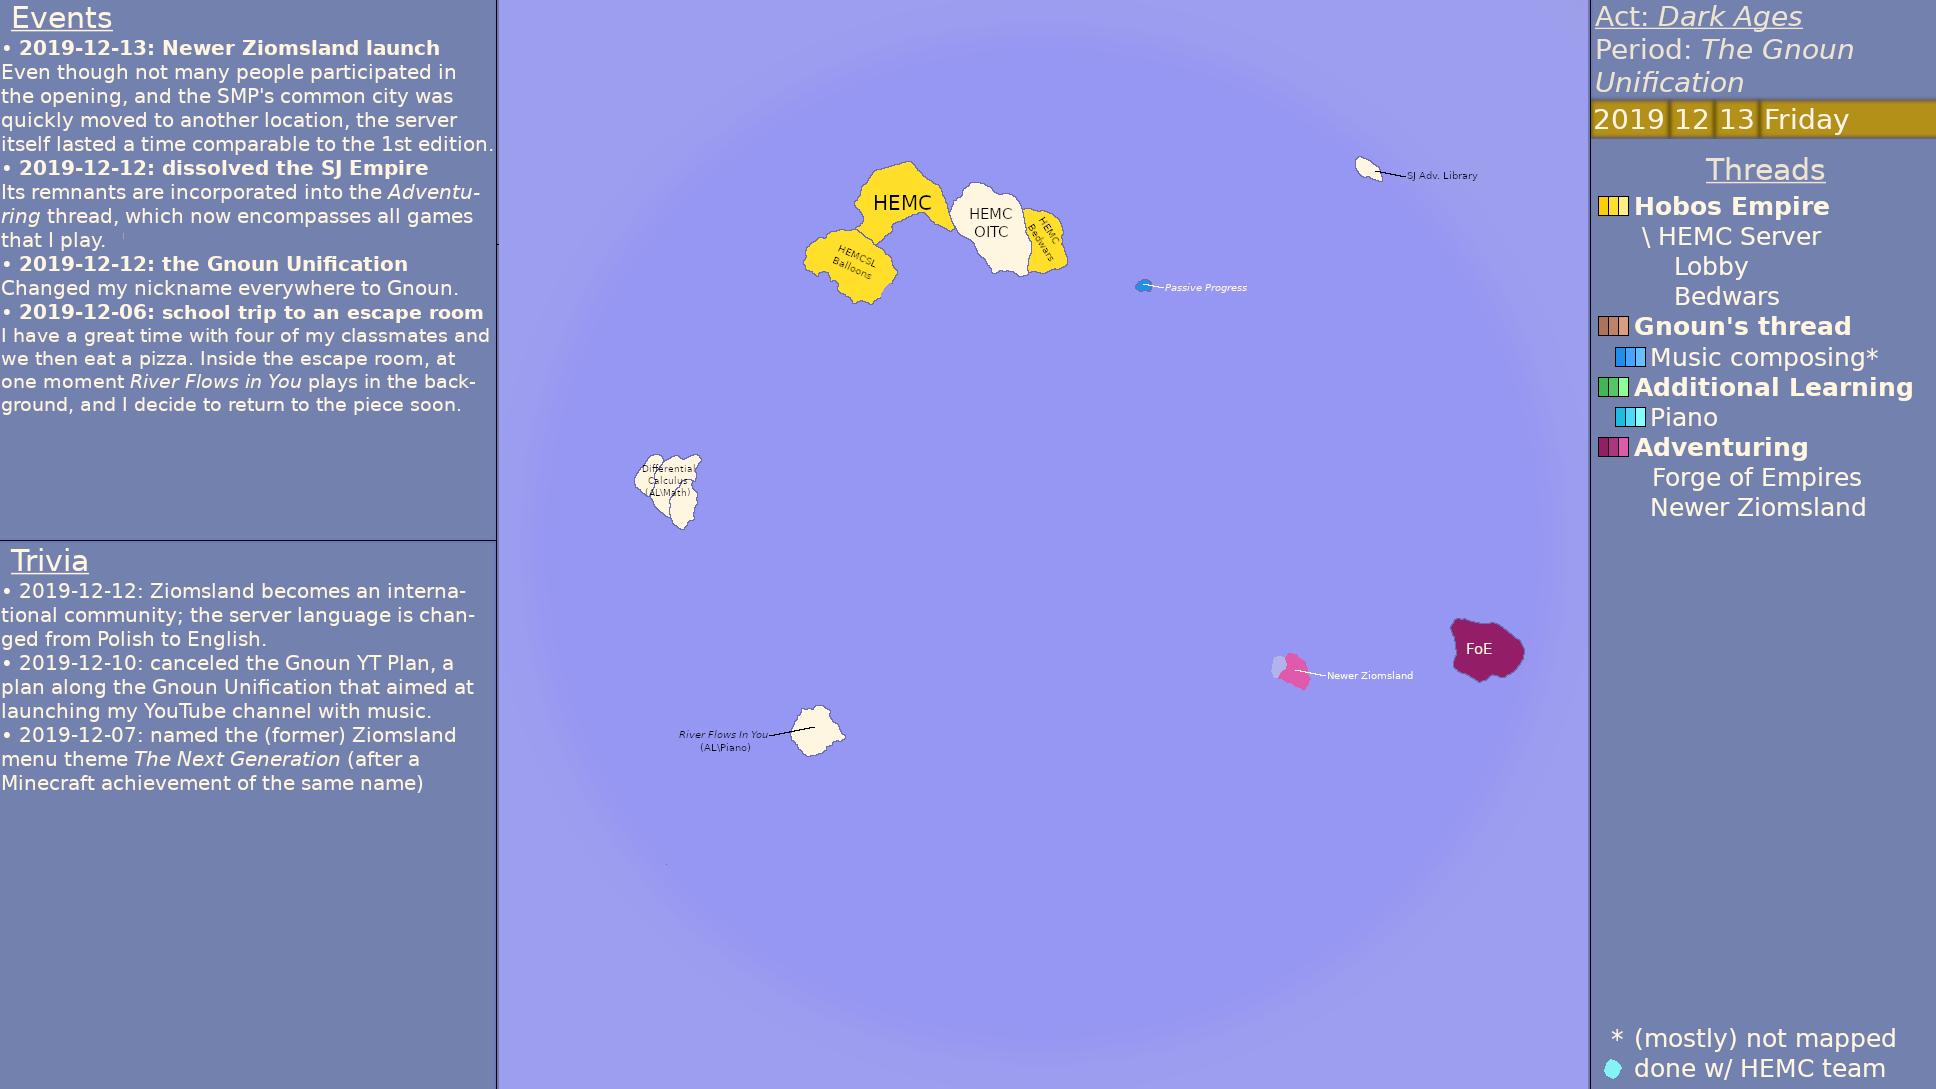 Events
• 2019-12-13: Newer Ziomsland launch
Even though not many people participated in
the opening, and the SMP's common city was
quickly moved to another location, the server
itself lasted a time comparable to the 1st edition.
• 2019-12-12: dissolved the SJ Empire
Its remnants are incorporated into the Adventu-
ring thread, which now encompasses all games
that I play.
• 2019-12-12: the Gnoun Unification
Changed my nickname everywhere to Gnoun.
• 2019-12-06: school trip to an escape room
I have a great time with four of my classmates and
we then eat a pizza. Inside the escape room, at
one moment River Flows in You plays in the back-
ground, and I decide to return to the piece soon.
Trivia
• 2019-12-12: Ziomsland becomes an interna-
tional community; the server language is chan-
ged from Polish to English.
• 2019-12-10: canceled the Gnoun YT Plan, a
plan along the Gnoun Unification that aimed at
launching my YouTube channel with music.
• 2019-12-07: named the (former) Ziomsland
menu theme The Next Generation (after a
Minecraft achievement of the same name)
HEMC
HEMCSL
Balloons
HEMC
OITC
HEMC
Bedwars
SJ Adv. Library
Passive Progress
Differential
Calculus
(AL\Math)
River Flows In You
(AL\Piano)
Newer Ziomsland
FoE
Act: Dark Ages
Period: The Gnoun
Unification
2019 12 13 Friday
Threads
Hobos Empire
\ HEMC Server
Lobby
Bedwars
Gnoun's thread
Music composing*
Additional Learning
Piano
Adventuring
Forge of Empires
Newer Ziomsland
* (mostly) not mapped
done w/ HEMC team